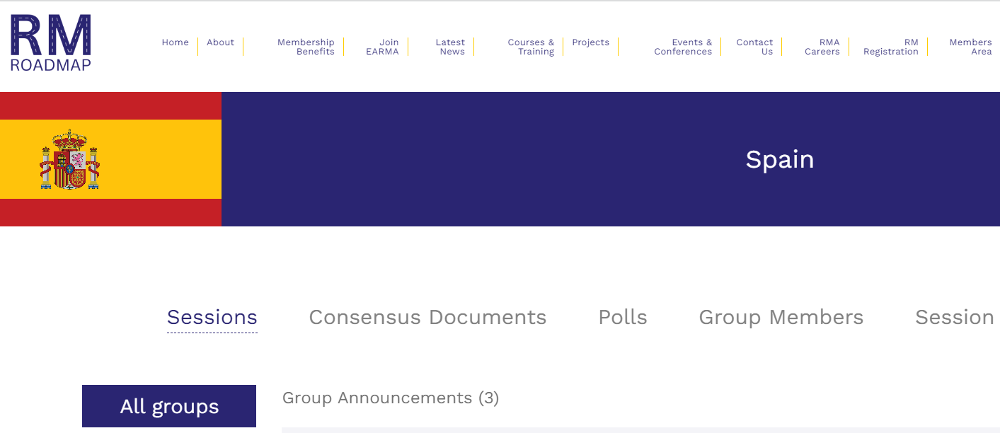 RM
ROADMAP
Home
About
Membership
Benefits
Join
EARMA
Latest
News
Courses &
Training
Projects
Events &
Conferences
Contact
Us
RMA
Careers
RM
Registration
Members
Area
Spain
Sessions
Consensus Documents
Polls
Group Members
Session
All groups
Group Announcements (3)